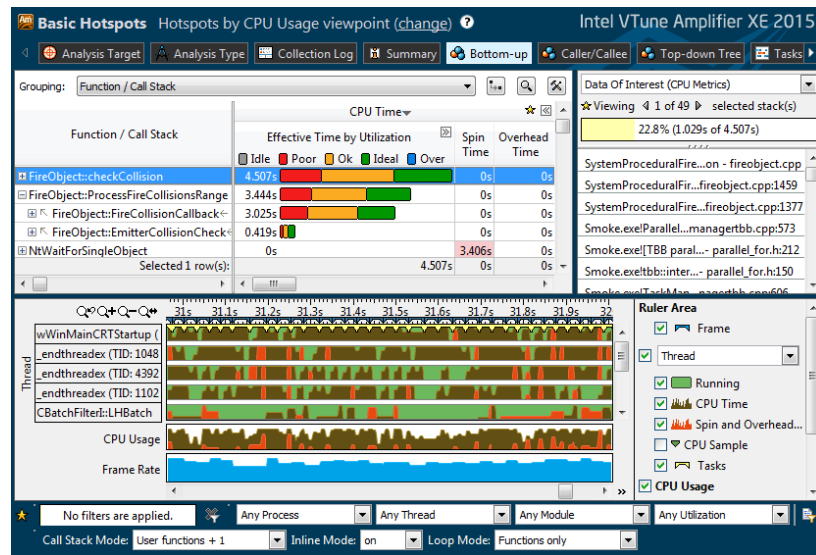 Basic Hotspots Hotspots by CPU Usage viewpoint (change) ? Intel VTune Amplifier XE 2015
Analysis Target Analysis Type Collection Log Summary Bottom-up Caller/Callee Top-down Tree Tasks
Grouping: Function / Call Stack
Function / Call Stack
CPU Time
Effective Time by Utilization
Idle Poor Ok Ideal Over
Spin Time
Overhead Time
FireObject::checkCollision 4.507s 0s 0s
FireObject::ProcessFireCollisionsRange 3.444s 0s 0s
FireObject::FireCollisionCallback 3.025s 0s 0s
FireObject::EmitterCollisionCheck 0.419s 0s 0s
NtWaitForSingleObject 0s 3.406s 0s
Selected 1 row(s): 4.507s 0s 0s
Data Of Interest (CPU Metrics)
Viewing 1 of 49 selected stack(s)
22.8% (1.029s of 4.507s)
SystemProceduralFire...on - fireobject.cpp
SystemProceduralFir...fireobject.cpp:1459
SystemProceduralFire...fireobject.cpp:1377
Smoke.exe!Parallel...managertbb.cpp:573
Smoke.exe![TBB paral...- parallel_for.h:212
Smoke.exe!tbb::inter...- parallel_for.h:150
Smoke.exe!TaskMan...nagertbb.cpp:606
31s 31.1s 31.2s 31.3s 31.4s 31.5s 31.6s 31.7s 31.8s 31.9s 32
Thread
wWinMainCRTStartup (
_endthreadex (TID: 1048
_endthreadex (TID: 4392
_endthreadex (TID: 1102
CBatchFilterI::LHBatch
CPU Usage
Frame Rate
Ruler Area
Frame
Thread
Running
CPU Time
Spin and Overhead...
CPU Sample
Tasks
CPU Usage
No filters are applied. Any Process Any Thread Any Module Any Utilization
Call Stack Mode: User functions + 1 Inline Mode: on Loop Mode: Functions only